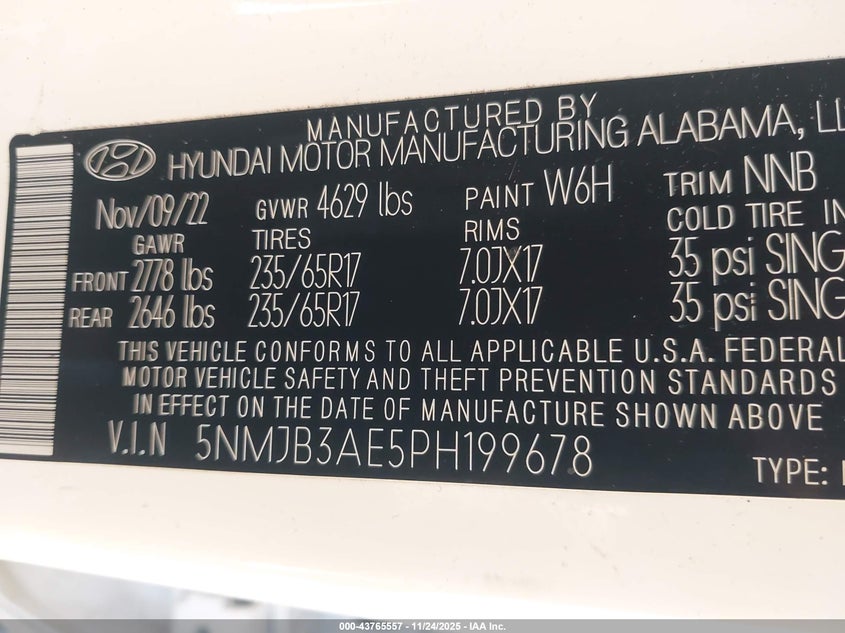 MANUFACTURED BY
HYUNDAI MOTOR MANUFACTURING ALABAMA, LL
Nov/09/22 GVWR 4629 lbs PAINT W6H TRIM NNB
GAWR TIRES RIMS COLD TIRE IN
FRONT 2778 lbs 235/65R17 7.0JX17 35 psi SING
REAR 2646 lbs 235/65R17 7.0JX17 35 psi SING
THIS VEHICLE CONFORMS TO ALL APPLICABLE U.S.A. FEDERAL
MOTOR VEHICLE SAFETY AND THEFT PREVENTION STANDARDS
IN EFFECT ON THE DATE OF MANUFACTURE SHOWN ABOVE
V.I.N 5NMJB3AE5PH199678
TYPE:
000-43765557 - 11/24/2025 - IAA Inc.